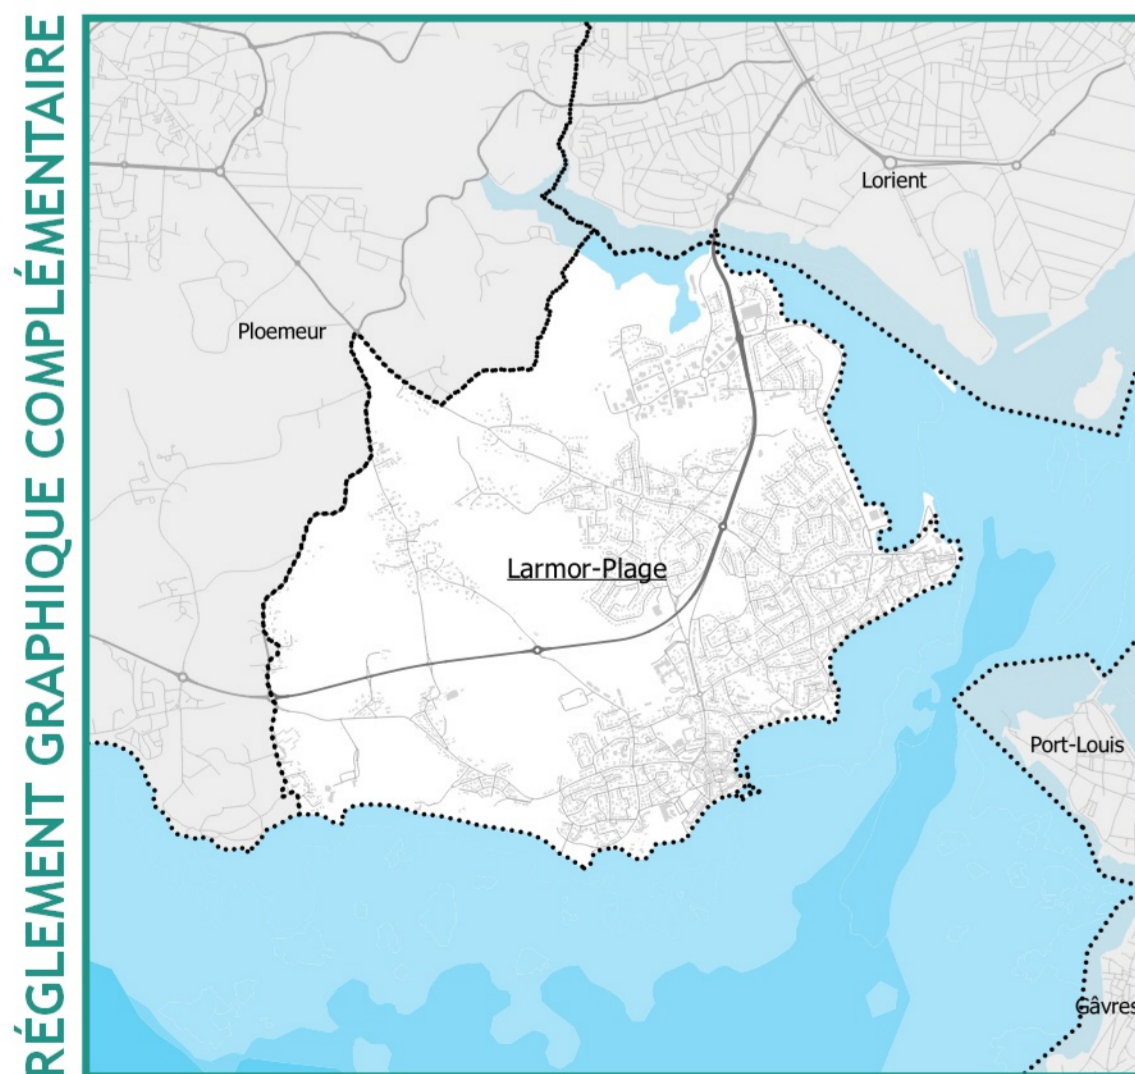 RÉGLEMENT GRAPHIQUE COMPLÉMENTAIRE
Lorient
Ploemeur
Larmor-Plage
Port-Louis
Gâvres